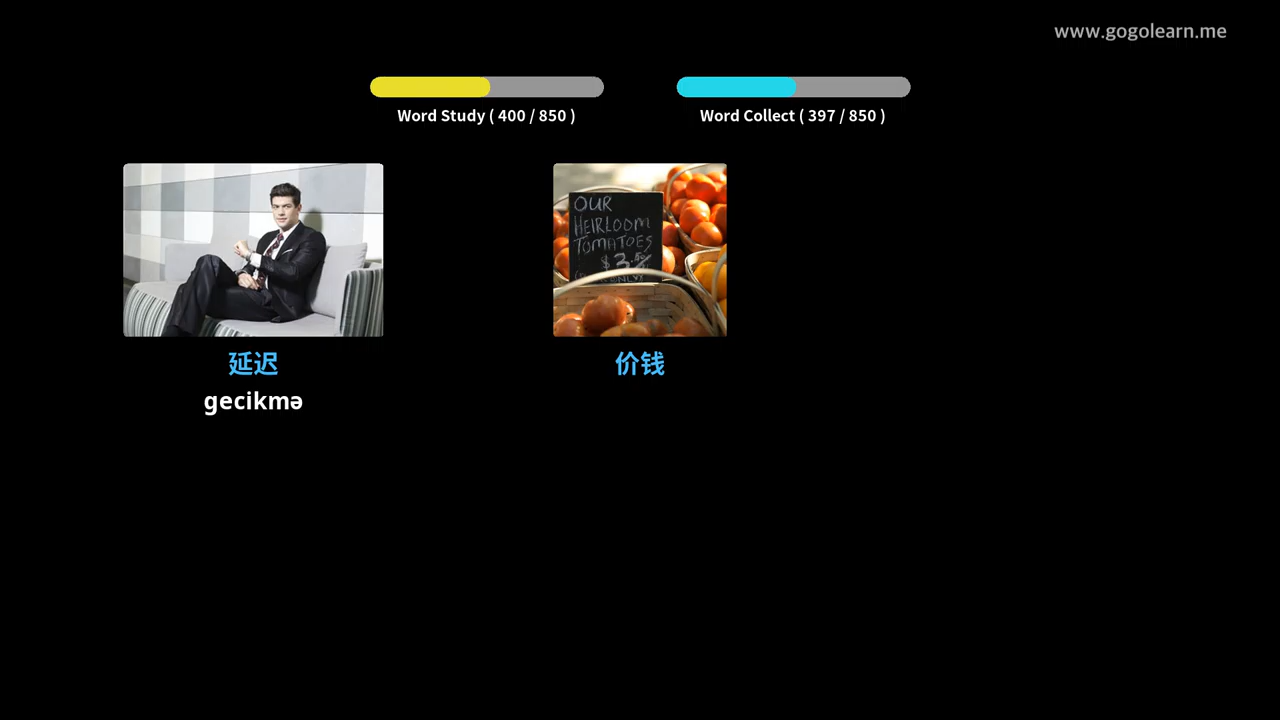 www.gogolearn.me
Word Study ( 400 / 850 )
Word Collect ( 397 / 850 )
OUR
HEIRLOOM
TOMATOES
延迟
价钱
gecikmə